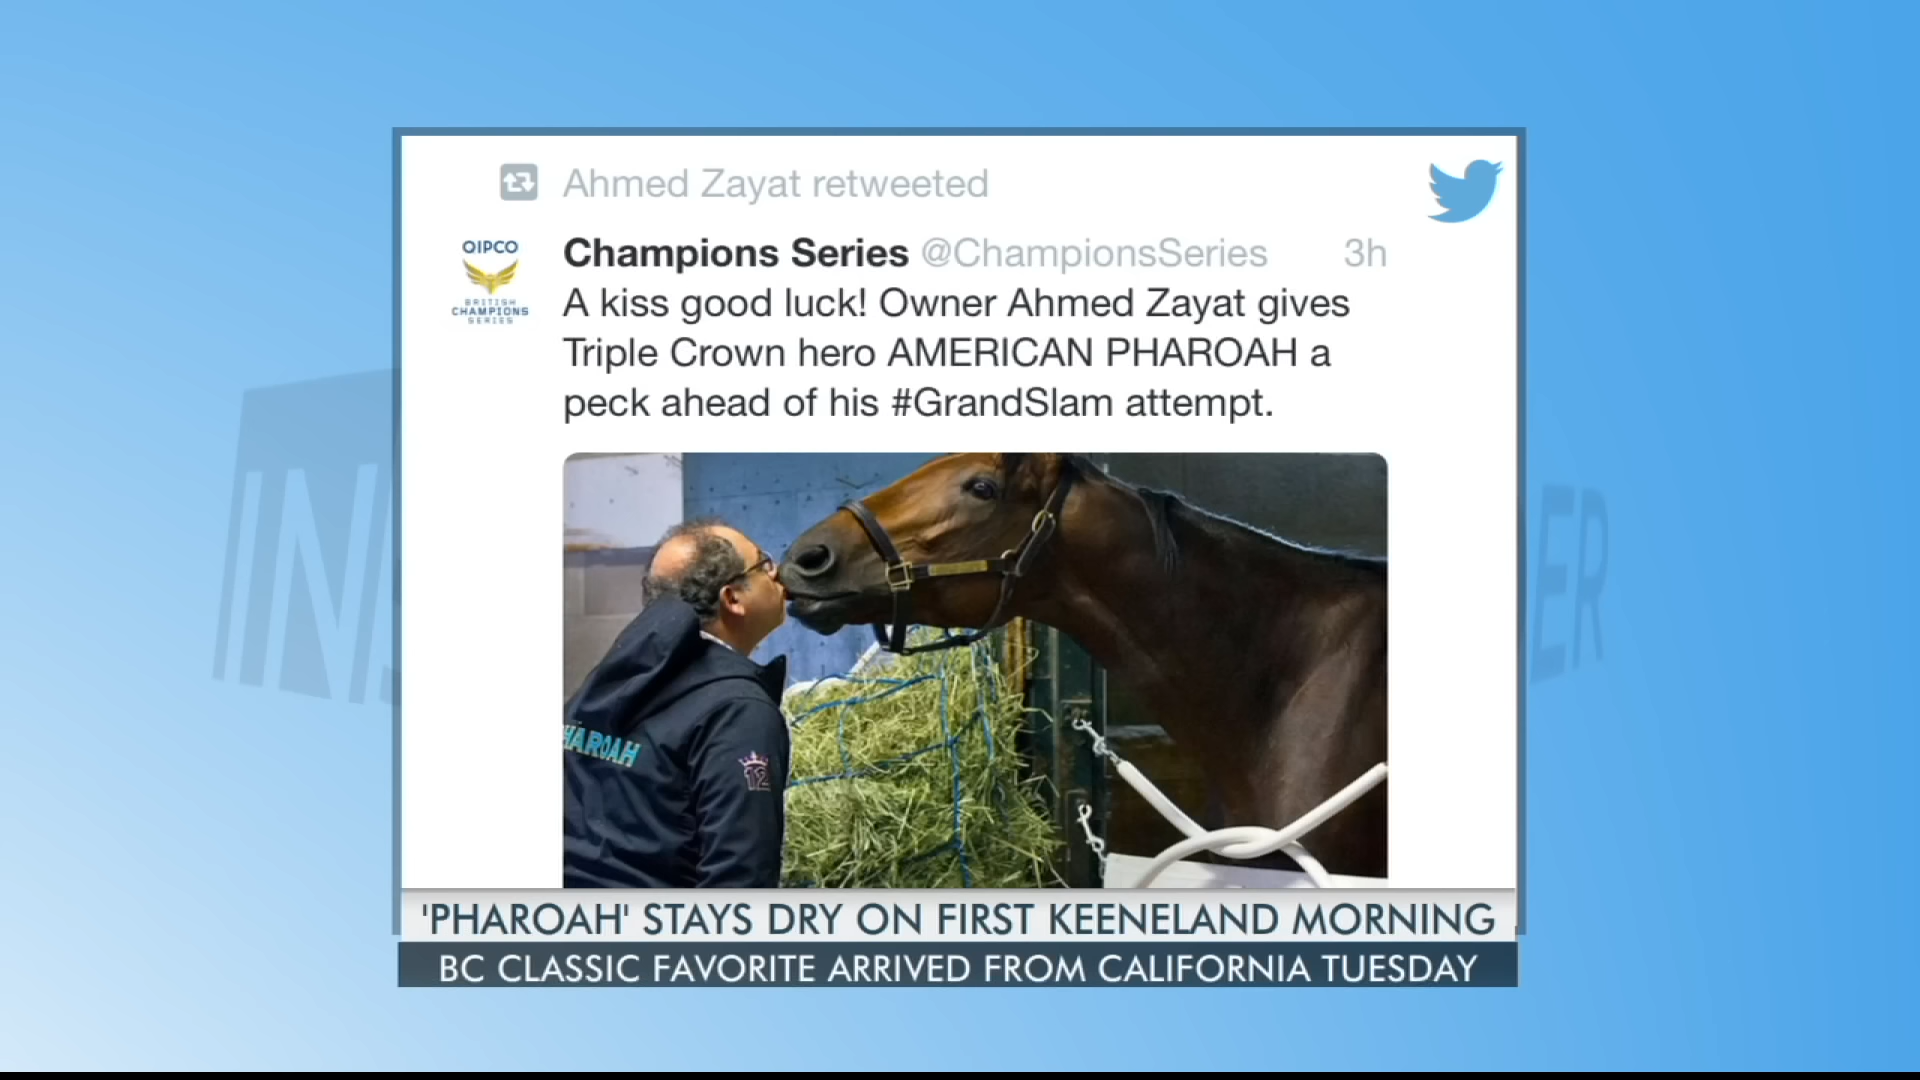 Ahmed Zayat retweeted
QIPCO
BRITISH
CHAMPIONS
SERIES
Champions Series @ChampionsSeries 3h
A kiss good luck! Owner Ahmed Zayat gives
Triple Crown hero AMERICAN PHAROAH a
peck ahead of his #GrandSlam attempt.
HAROAH
12
'PHAROAH' STAYS DRY ON FIRST KEENELAND MORNING
BC CLASSIC FAVORITE ARRIVED FROM CALIFORNIA TUESDAY